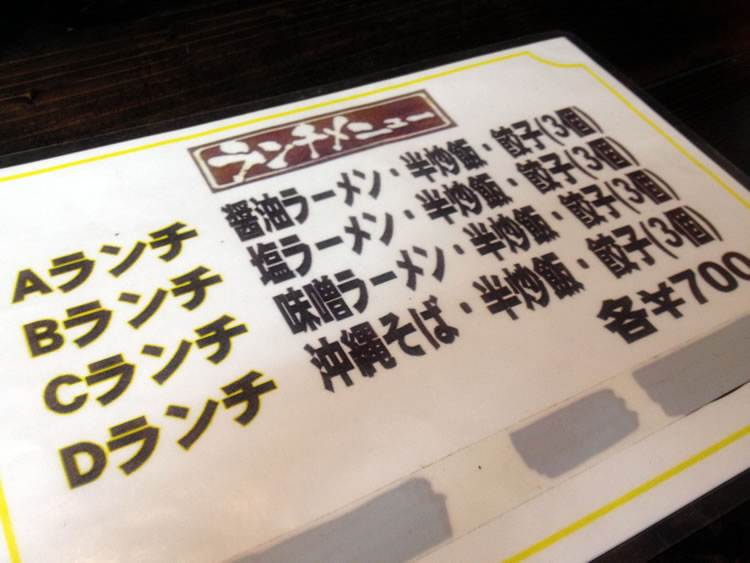 ランチメニュー
Aランチ 醤油ラーメン・半炒飯・餃子(3個)
Bランチ 塩ラーメン・半炒飯・餃子(3個)
Cランチ 味噌ラーメン・半炒飯・餃子(3個)
Dランチ 沖縄そば・半炒飯・餃子(3個)
各¥700